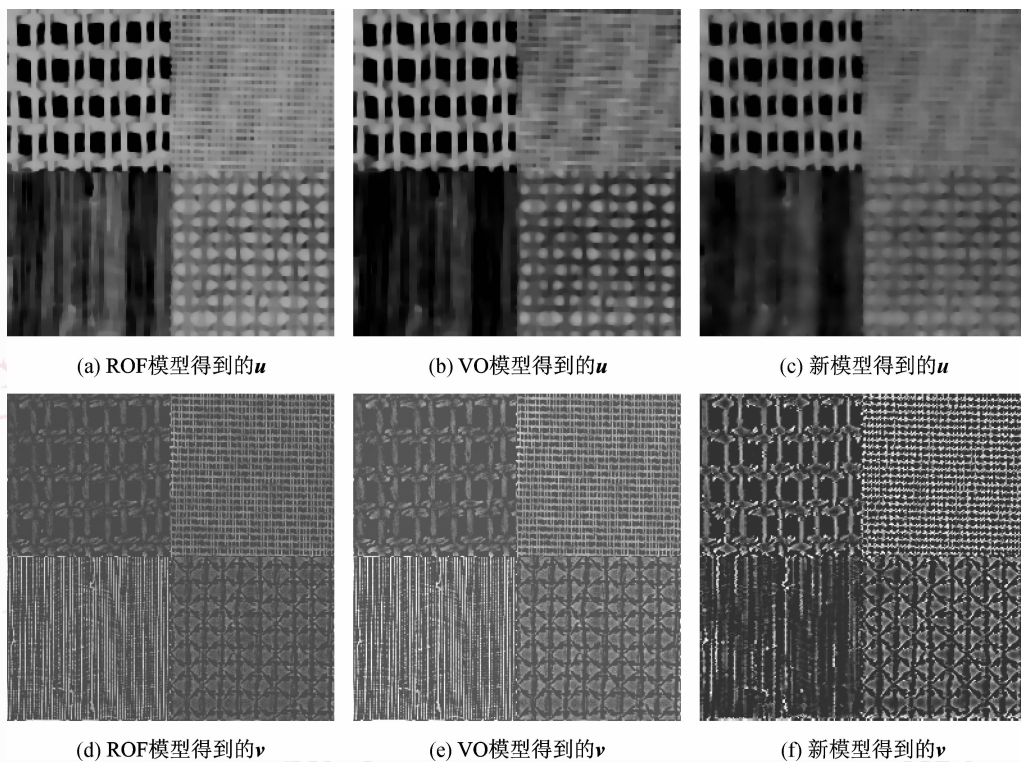 (a) ROF模型得到的u
(b) VO模型得到的u
(c) 新模型得到的u
(d) ROF模型得到的v
(e) VO模型得到的v
(f) 新模型得到的v